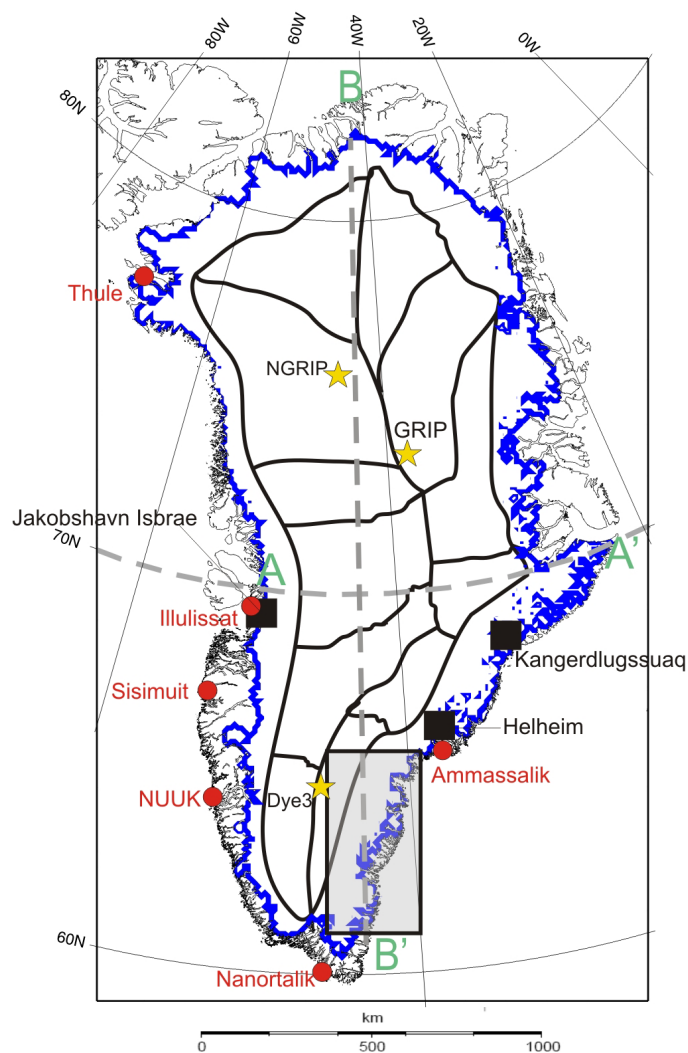 80W
60W
40W
20W
0W
B
80N
Thule
NGRIP
GRIP
Jakobshavn Isbrae
70N
A
A'
Illulissat
Kangerdlugssuaq
Sisimuit
Helheim
Ammassalik
NUUK
Dye3
60N
B'
Nanortalik
km
0
500
1000